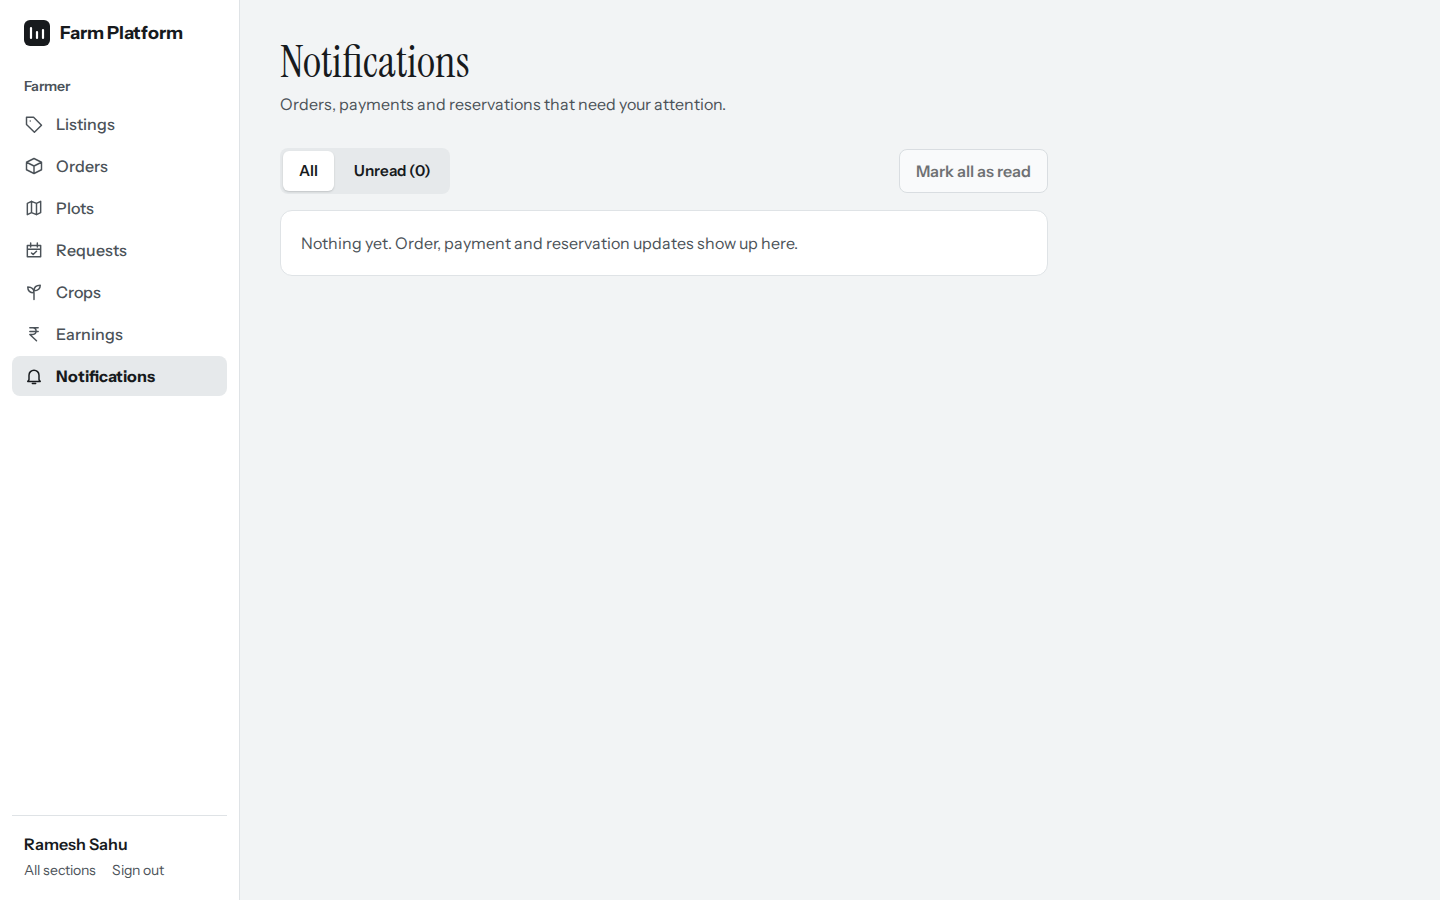 Farm Platform
Farmer
Listings
Orders
Plots
Requests
Crops
Earnings
Notifications
Ramesh Sahu
All sections Sign out
Notifications
Orders, payments and reservations that need your attention.
All Unread (0) Mark all as read
Nothing yet. Order, payment and reservation updates show up here.